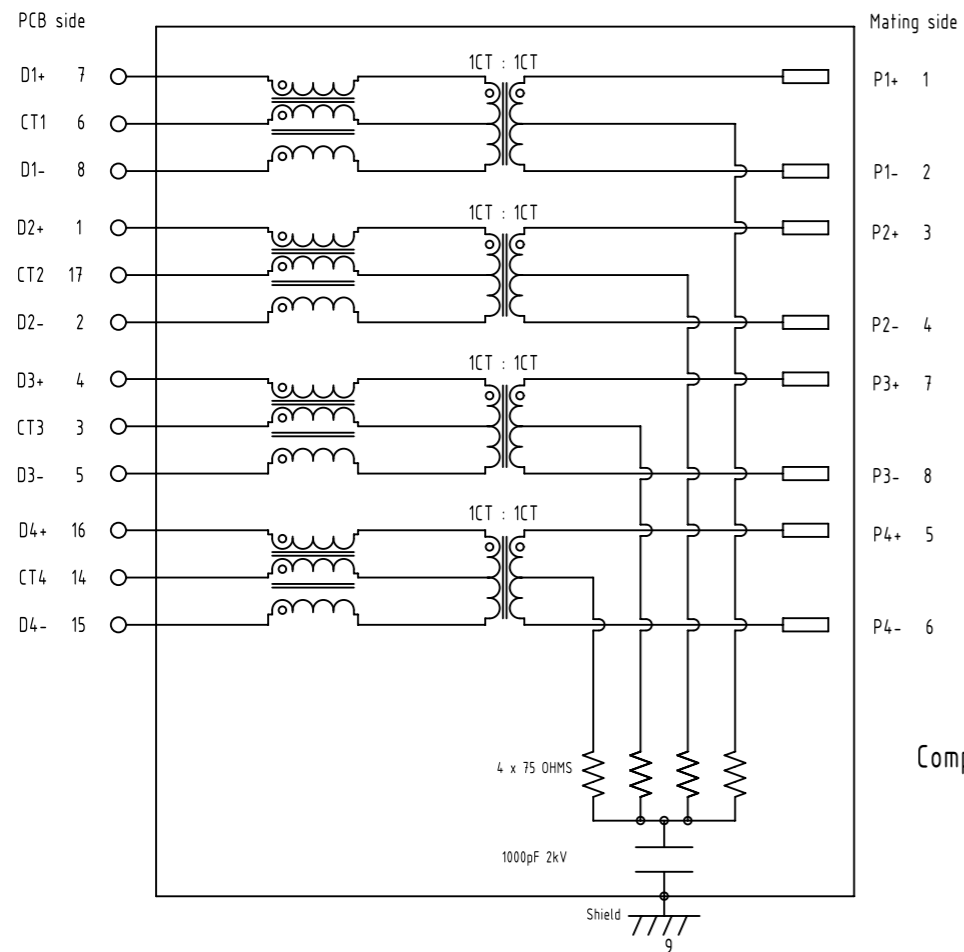 PCB side
Mating side
1CT : 1CT
D1+ 7
P1+ 1
CT1 6
D1- 8
P1- 2
1CT : 1CT
D2+ 1
P2+ 3
CT2 17
D2- 2
P2- 4
1CT : 1CT
D3+ 4
P3+ 7
CT3 3
D3- 5
P3- 8
1CT : 1CT
D4+ 16
P4+ 5
CT4 14
D4- 15
P4- 6
Comp
4 x 75 OHMS
1000pF 2kV
Shield
9